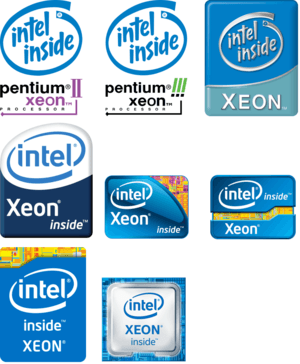 intel
inside
pentium®II
xeon™
PROCESSOR
intel
inside
pentium®III
xeon™
PROCESSOR
intel
inside
XEON™
intel
Xeon
inside™
intel
Xeon
inside™
intel
inside™
Xeon
intel
inside™
XEON
intel
XEON
inside